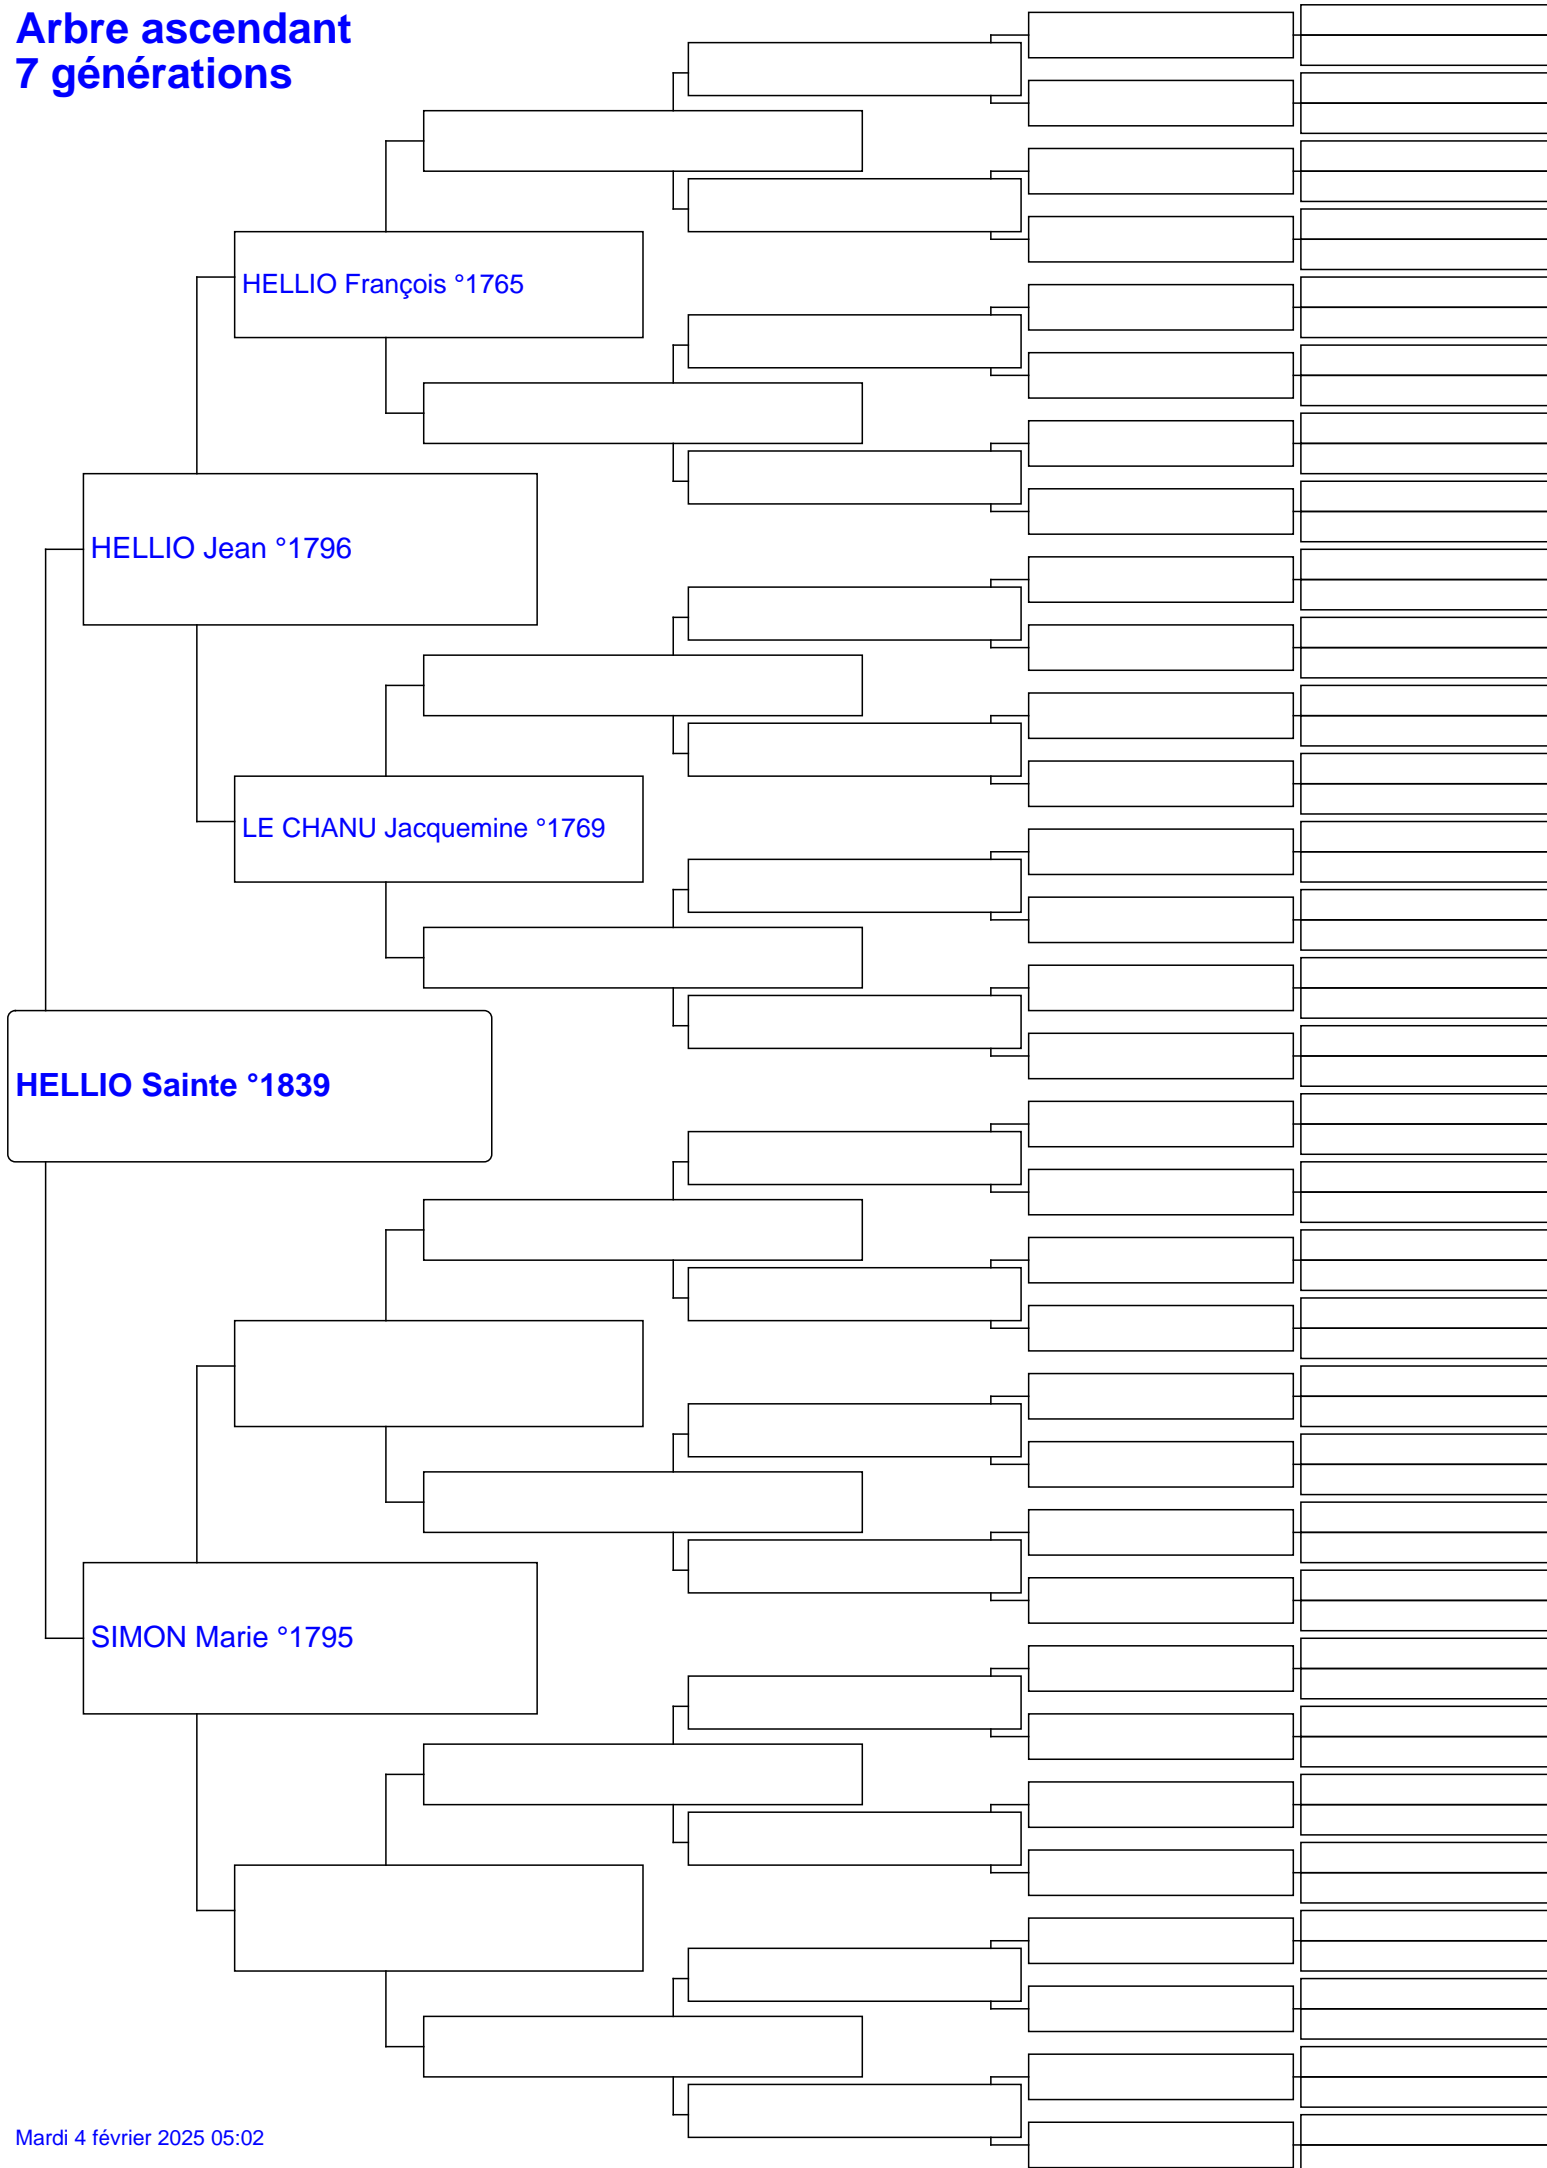 Arbre ascendant
7 générations
HELLIO François °1765
HELLIO Jean °1796
LE CHANU Jacquemine °1769
HELLIO Sainte °1839
SIMON Marie °1795
Mardi 4 février 2025 05:02